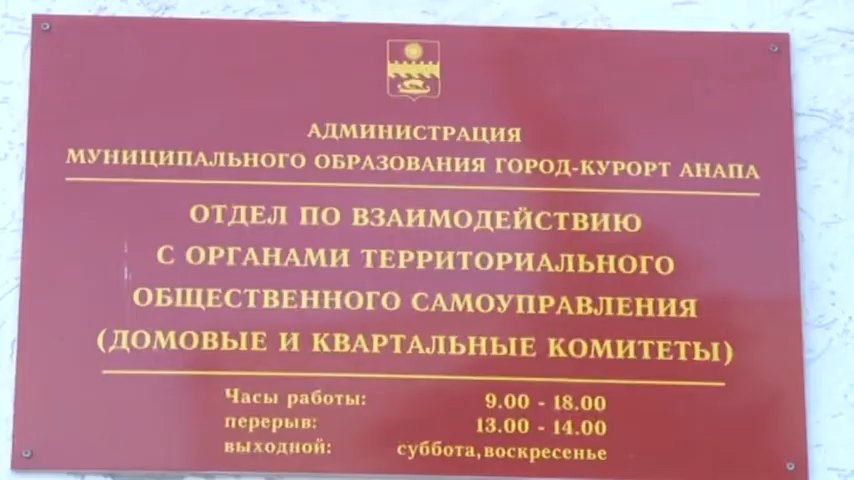 АДМИНИСТРАЦИЯ
МУНИЦИПАЛЬНОГО ОБРАЗОВАНИЯ ГОРОД-КУРОРТ АНАПА
ОТДЕЛ ПО ВЗАИМОДЕЙСТВИЮ
С ОРГАНАМИ ТЕРРИТОРИАЛЬНОГО
ОБЩЕСТВЕННОГО САМОУПРАВЛЕНИЯ
(ДОМОВЫЕ И КВАРТАЛЬНЫЕ КОМИТЕТЫ)
Часы работы: 9.00 - 18.00
перерыв: 13.00 - 14.00
выходной: суббота,воскресенье